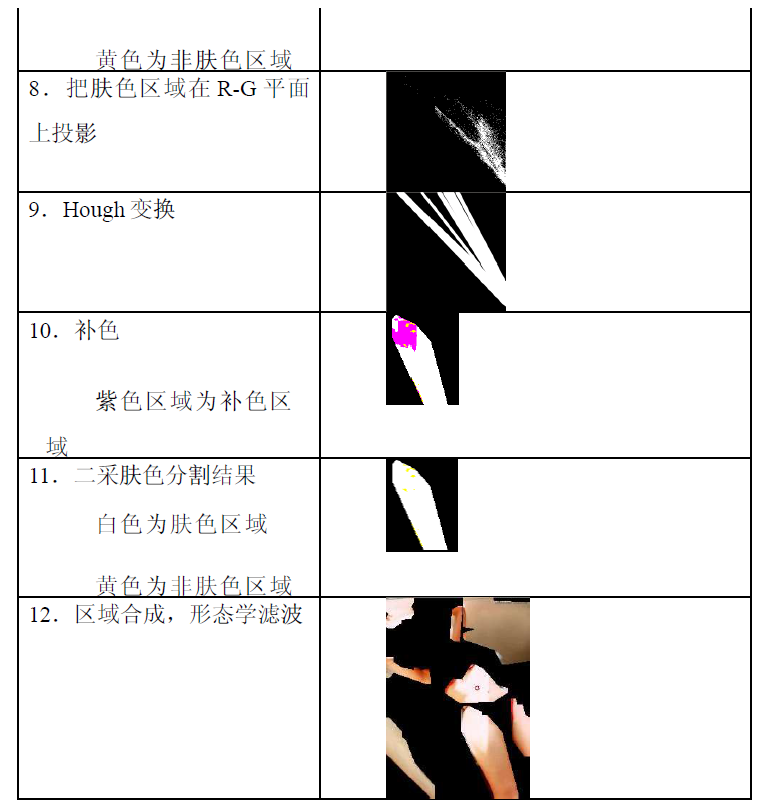 黄色为非肤色区域
8．把肤色区域在 R-G 平面
上投影
9．Hough 变换
10．补色
紫色区域为补色区
域
11．二采肤色分割结果
白色为肤色区域
黄色为非肤色区域
12．区域合成，形态学滤波